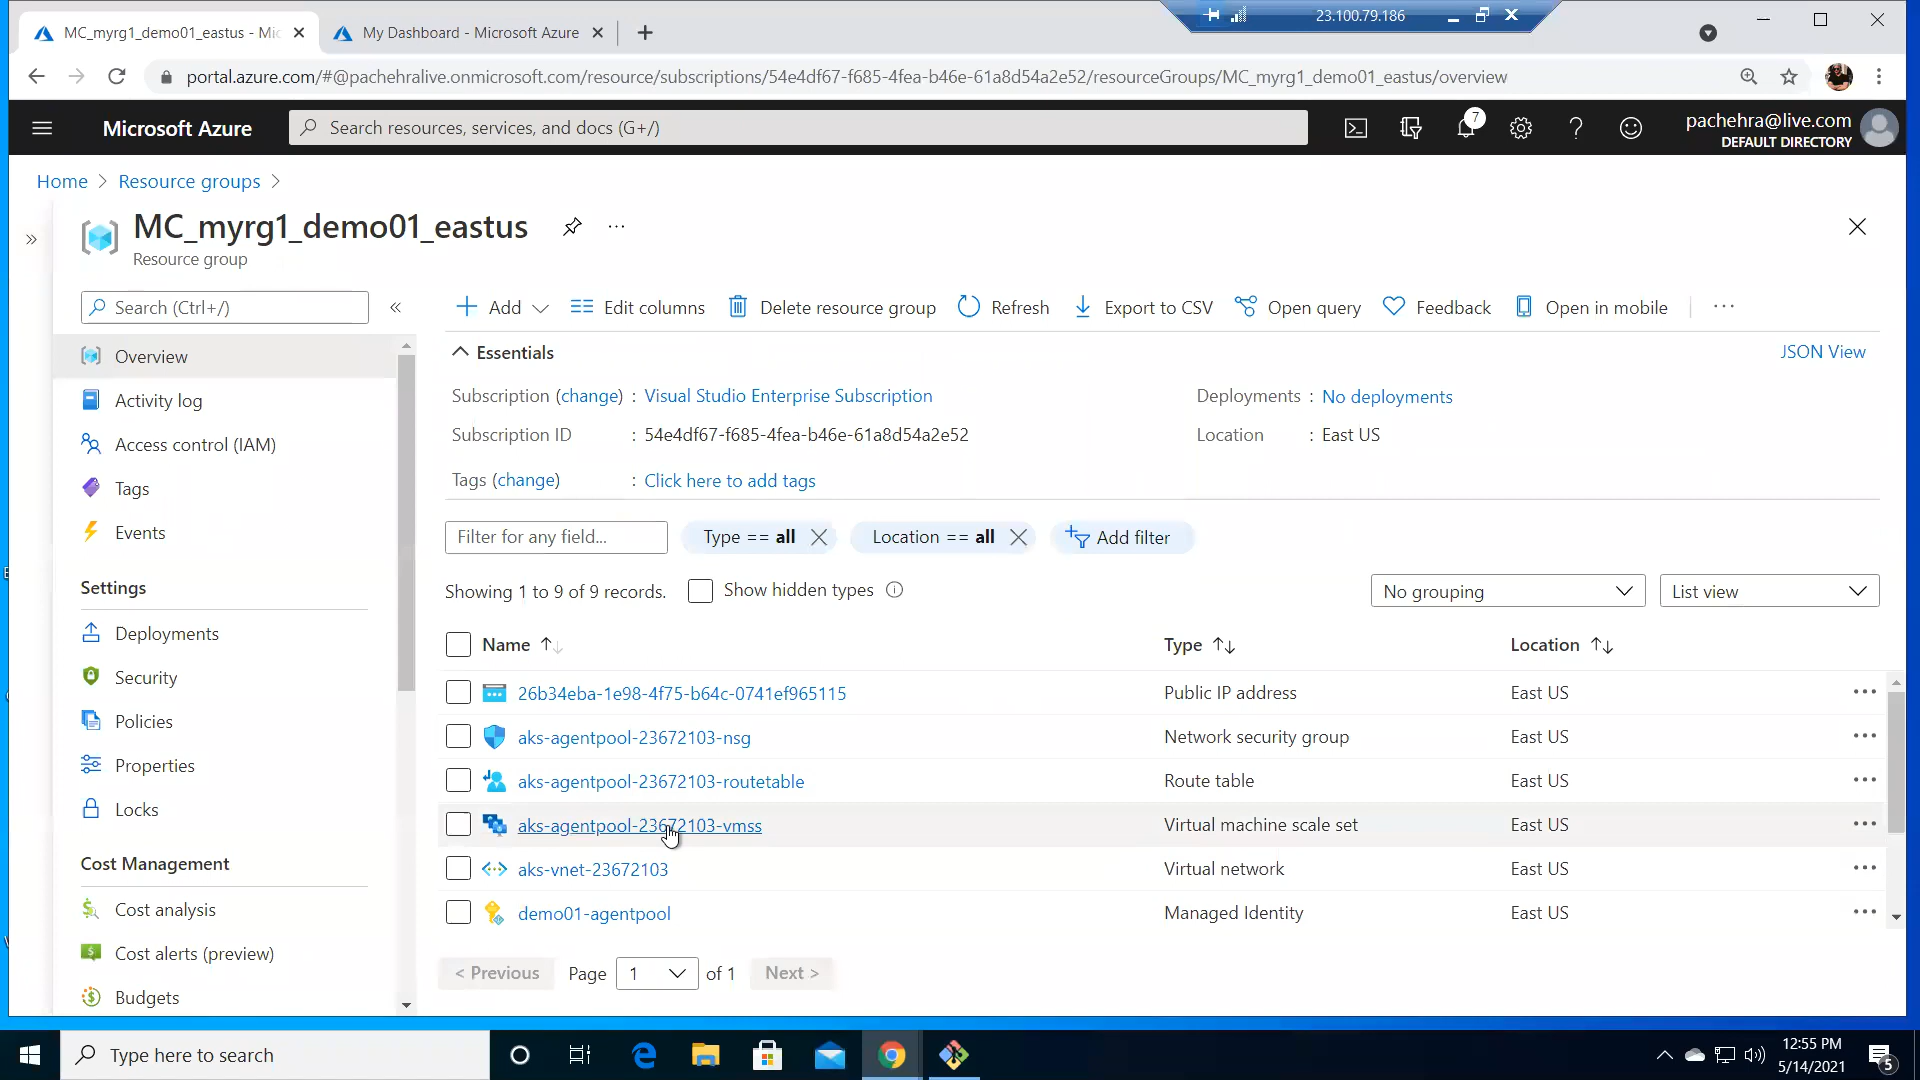 23.100.79.186
MC_myrg1_demo01_eastus - Mic
My Dashboard - Microsoft Azure
portal.azure.com/#@pachehralive.onmicrosoft.com/resource/subscriptions/54e4df67-f685-4fea-b46e-61a8d54a2e52/resourceGroups/MC_myrg1_demo01_eastus/overview
Microsoft Azure
Search resources, services, and docs (G+/)
7
pachehra@live.com
DEFAULT DIRECTORY
Home > Resource groups >
MC_myrg1_demo01_eastus
Resource group
Search (Ctrl+/)
Add
Edit columns
Delete resource group
Refresh
Export to CSV
Open query
Feedback
Open in mobile
Overview
Activity log
Access control (IAM)
Tags
Events
Settings
Deployments
Security
Policies
Properties
Locks
Cost Management
Cost analysis
Cost alerts (preview)
Budgets
Essentials
JSON View
Subscription (change) : Visual Studio Enterprise Subscription
Deployments : No deployments
Subscription ID : 54e4df67-f685-4fea-b46e-61a8d54a2e52
Location : East US
Tags (change) : Click here to add tags
Filter for any field...
Type == all
Location == all
Add filter
Showing 1 to 9 of 9 records.
Show hidden types
No grouping
List view
Name Type Location
26b34eba-1e98-4f75-b64c-0741ef965115 Public IP address East US
aks-agentpool-23672103-nsg Network security group East US
aks-agentpool-23672103-routetable Route table East US
aks-agentpool-23672103-vmss Virtual machine scale set East US
aks-vnet-23672103 Virtual network East US
demo01-agentpool Managed Identity East US
< Previous Page 1 of 1 Next >
Type here to search
12:55 PM
5/14/2021
5